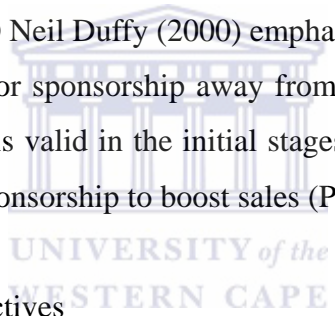 Neil Duffy (2000) empha
or sponsorship away from
s valid in the initial stages
onsorship to boost sales (P
UNIVERSITY of the
WESTERN CAPE
ctives